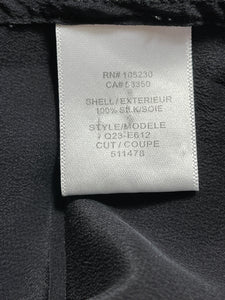 RN# 105230
CA# 53350
SHELL / EXTERIEUR
100% SILK/SOIE
STYLE/MODELE
Q23-E612
CUT / COUPE
511478